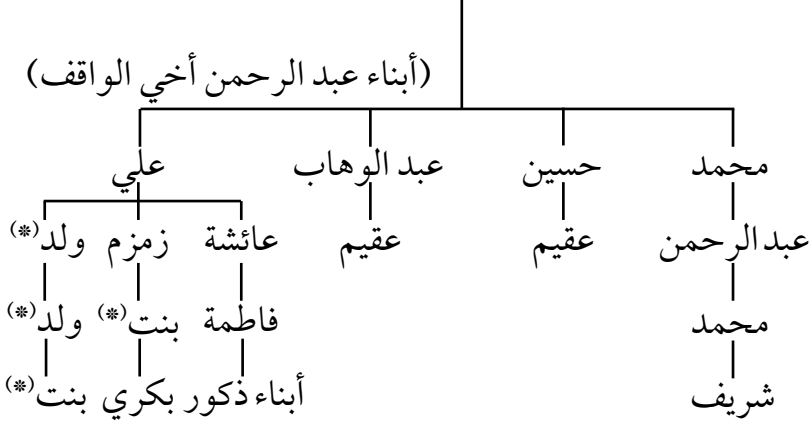 (أبناء عبد الرحمن أخي الواقف)
محمد حسين عبد الوهاب علي
عبد الرحمن عقيم عقيم عائشة زمزم ولد(*)
محمد فاطمة بنت(*) ولد(*)
شريف أبناء ذكور بكري بنت(*)